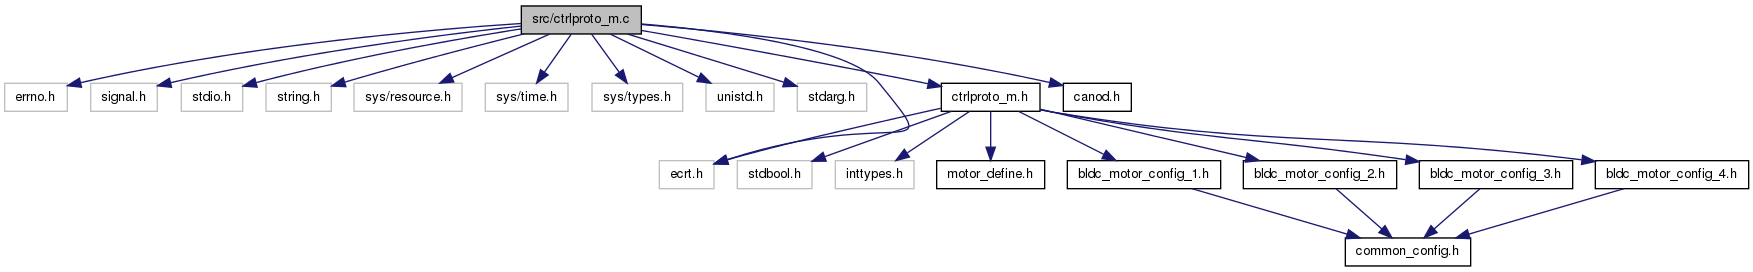 src/ctrlproto_m.c
errno.h
signal.h
stdio.h
string.h
sys/resource.h
sys/time.h
sys/types.h
unistd.h
stdarg.h
ctrlproto_m.h
canod.h
ecrt.h
stdbool.h
inttypes.h
motor_define.h
bldc_motor_config_1.h
bldc_motor_config_2.h
bldc_motor_config_3.h
bldc_motor_config_4.h
common_config.h